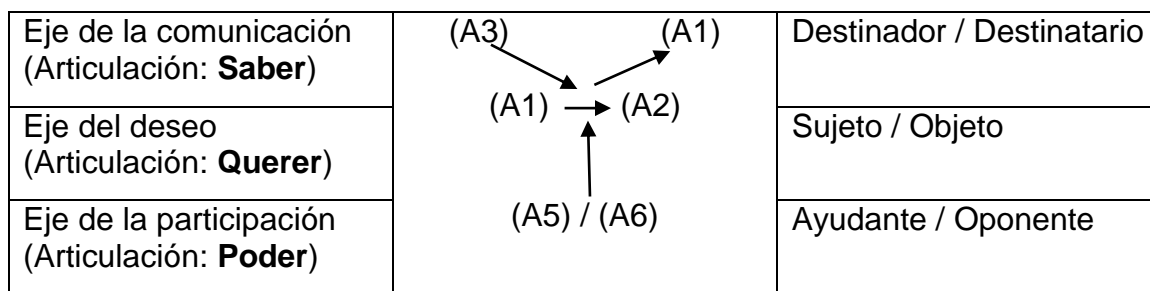 Eje de la comunicación
(Articulación: Saber)
(A3) (A1)
Destinador / Destinatario
(A1) (A2)
Eje del deseo
(Articulación: Querer)
Sujeto / Objeto
Eje de la participación
(Articulación: Poder)
(A5) / (A6)
Ayudante / Oponente